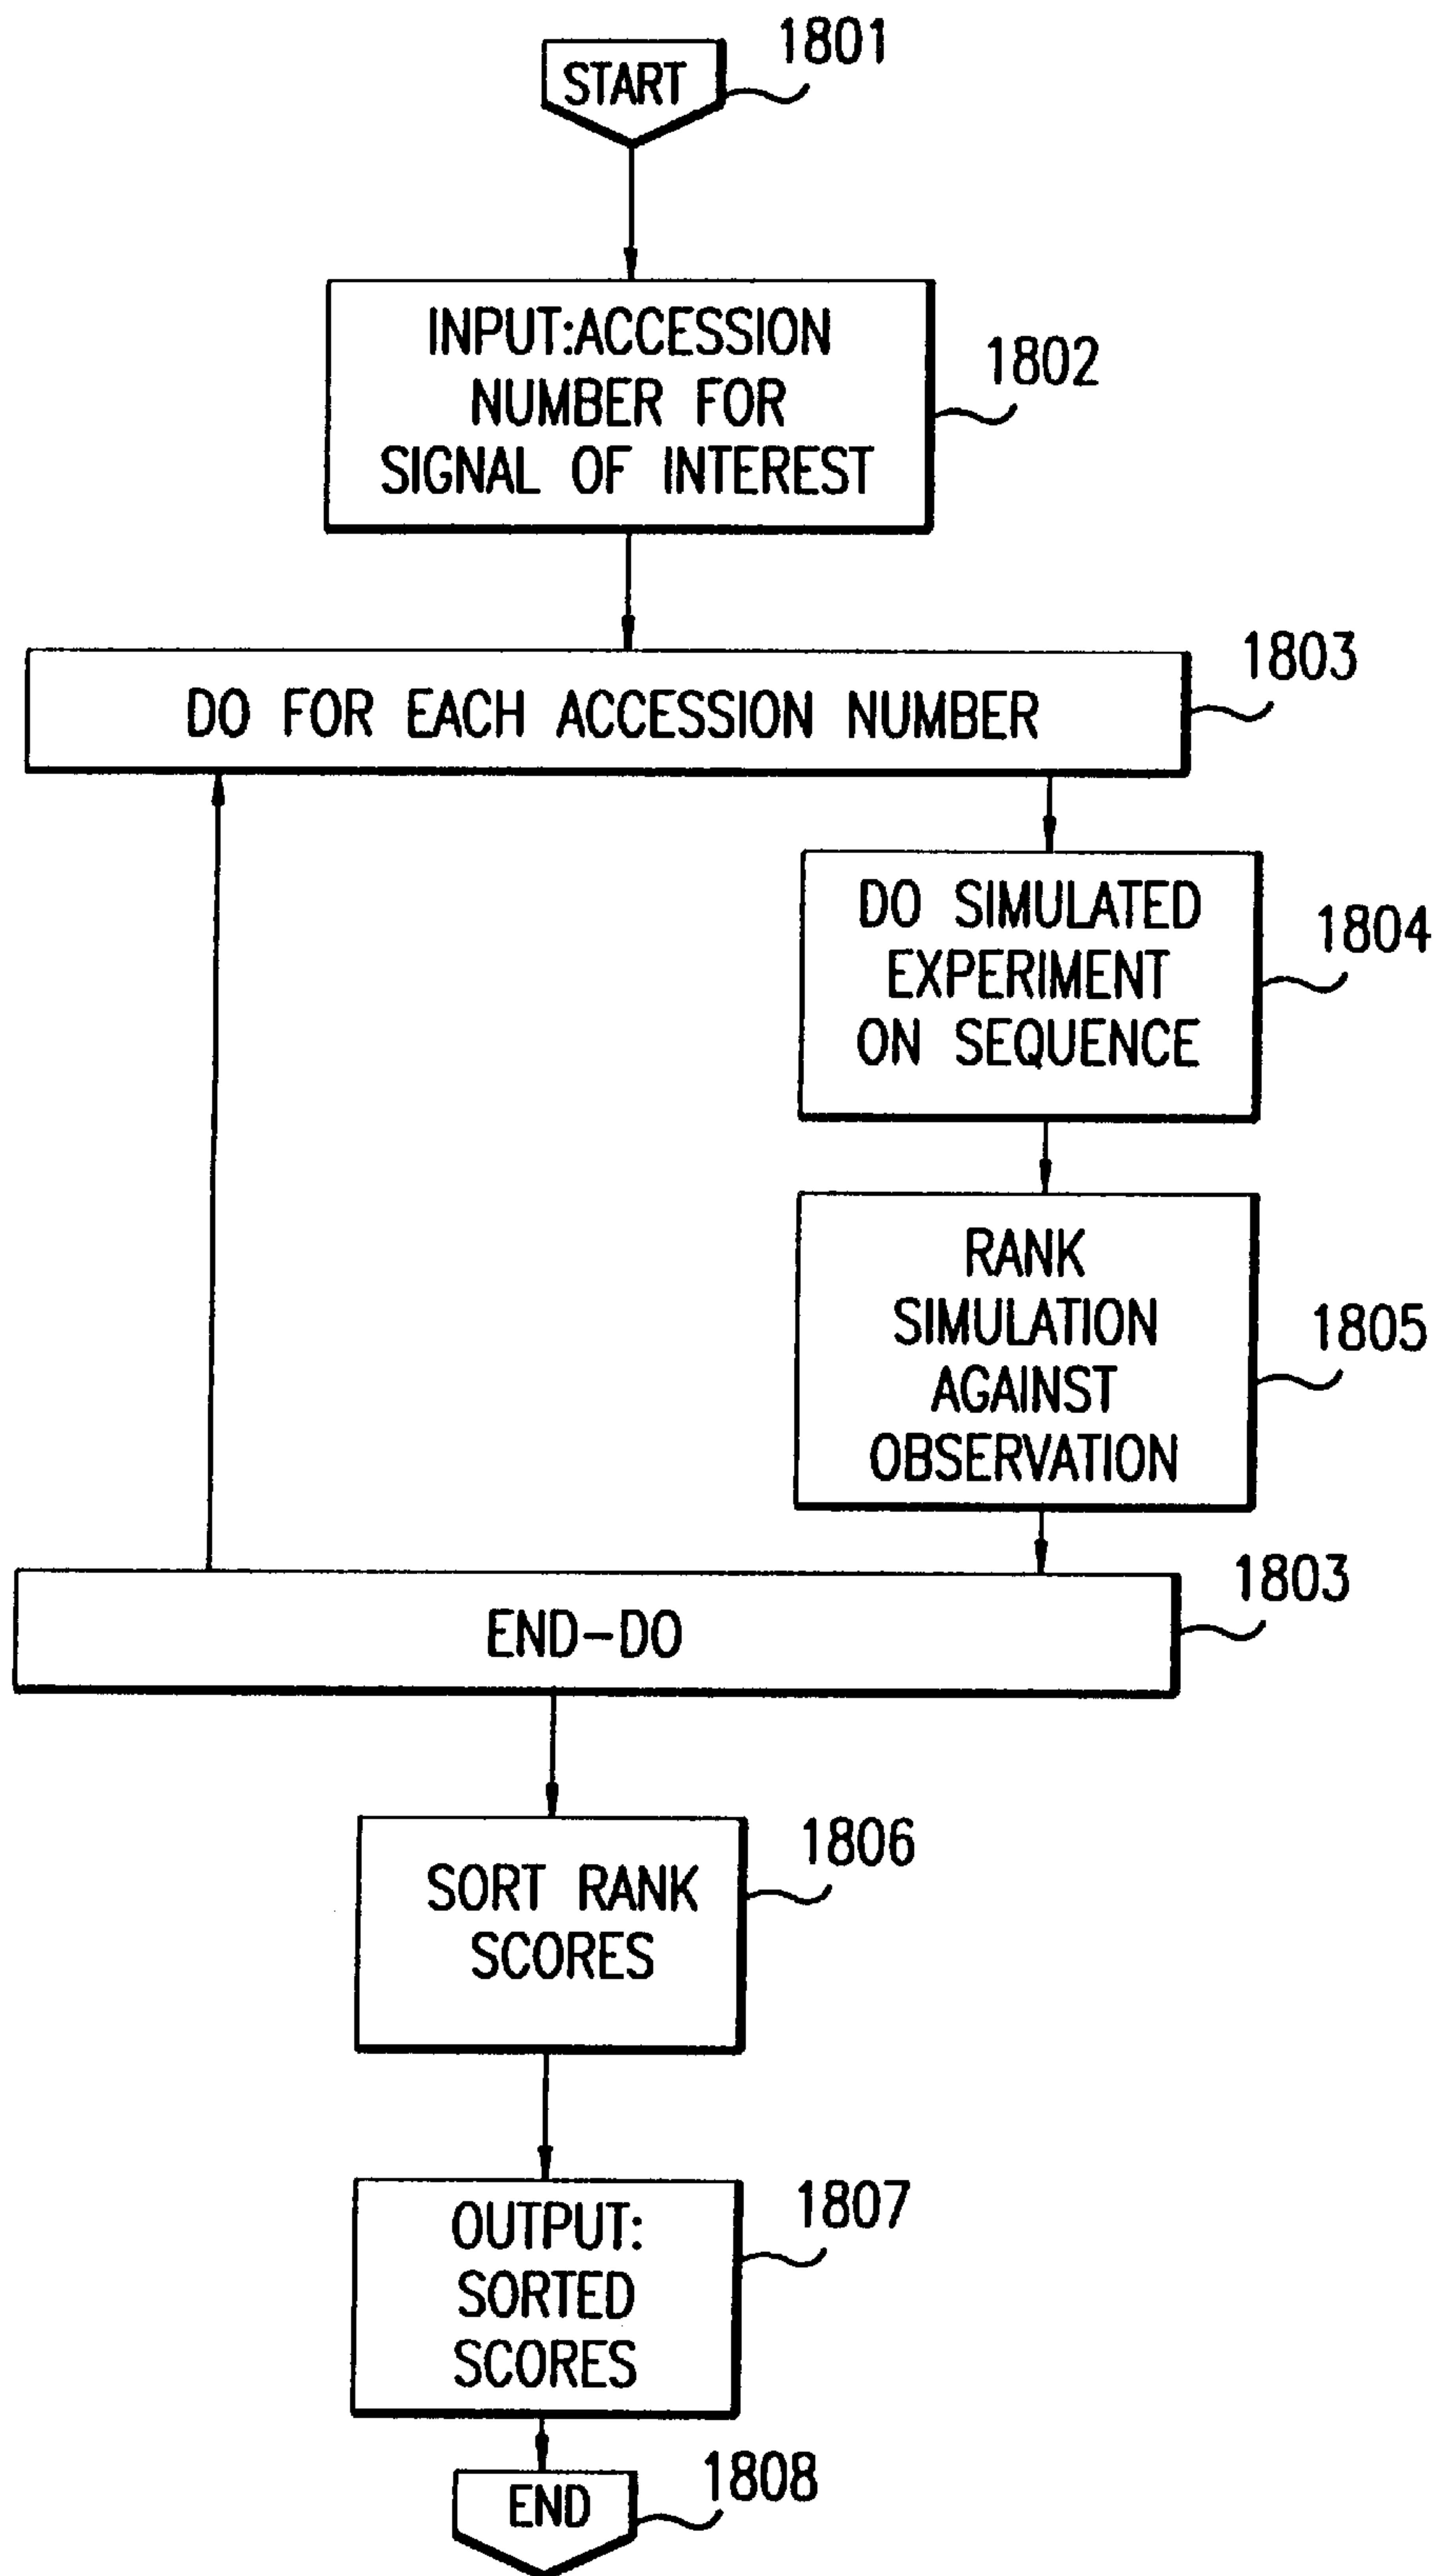 1801
START
INPUT:ACCESSION
NUMBER FOR
SIGNAL OF INTEREST
1802
1803
DO FOR EACH ACCESSION NUMBER
DO SIMULATED
EXPERIMENT
ON SEQUENCE
1804
RANK
SIMULATION
AGAINST
OBSERVATION
1805
1803
END-DO
1806
SORT RANK
SCORES
1807
OUTPUT:
SORTED
SCORES
1808
END